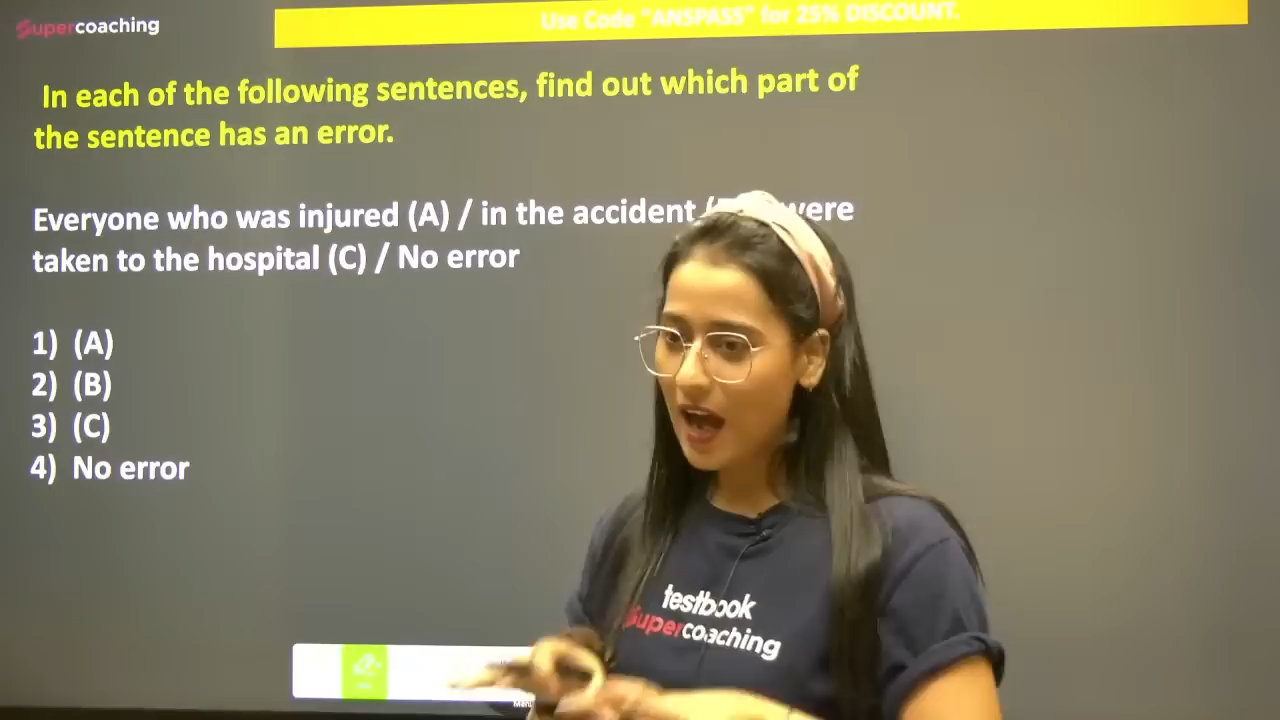 Supercoaching
Use Code "ANSPASS" for 25% DISCOUNT.
In each of the following sentences, find out which part of
the sentence has an error.
Everyone who was injured (A) / in the accident were
taken to the hospital (C) / No error
1) (A)
2) (B)
3) (C)
4) No error
testbook
Supercoaching